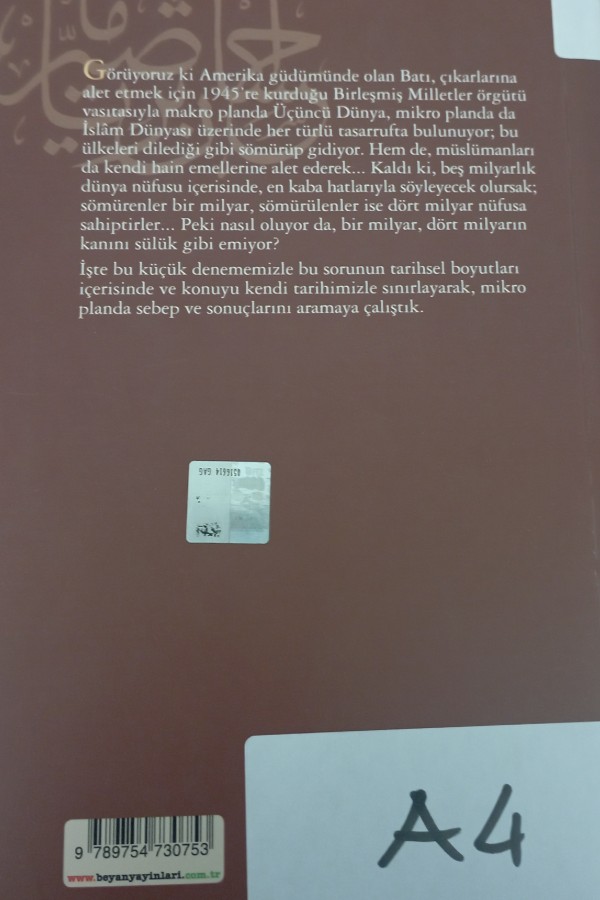 Görüyoruz ki Amerika güdümünde olan Batı, çıkarlarına
alet etmek için 1945'te kurduğu Birleşmiş Milletler örgütü
vasıtasıyla makro planda Üçüncü Dünya, mikro planda da
İslâm Dünyası üzerinde her türlü tasarrufta bulunuyor; bu
ülkeleri dilediği gibi sömürüp gidiyor. Hem de, müslümanları
da kendi hain emellerine alet ederek... Kaldı ki, beş milyarlık
dünya nüfusu içerisinde, en kaba hatlarıyla söyleyecek olursak;
sömürenler bir milyar, sömürülenler ise dört milyar nüfusa
sahiptirler... Peki nasıl oluyor da, bir milyar, dört milyarın
kanını sülük gibi emiyor?
İşte bu küçük denememizle bu sorunun tarihsel boyutları
içerisinde ve konuyu kendi tarihimizle sınırlayarak, mikro
planda sebep ve sonuçlarını aramaya çalıştık.
0336614 GAG
A4
9 789754 730753
www.beyanyayinlari.com.tr